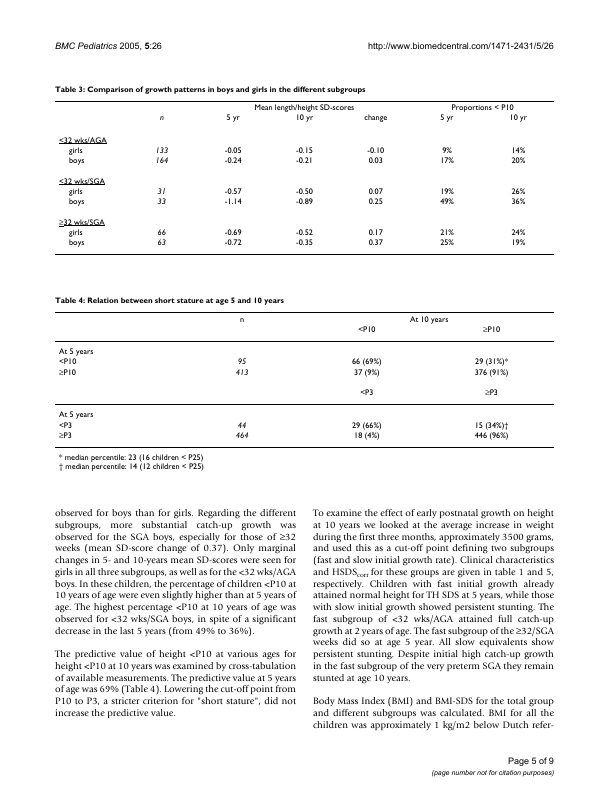 BMC Pediatrics 2005, 5:26 http://www.biomedcentral.com/1471-2431/5/26
Table 3: Comparison of growth patterns in boys and girls in the different subgroups
Mean length/height SD-scores Proportions < P10
n 5 yr 10 yr change 5 yr 10 yr
<32 wks/AGA
girls 133 -0.05 -0.15 -0.10 9% 14%
boys 164 -0.24 -0.21 0.03 17% 20%
<32 wks/SGA
girls 31 -0.57 -0.50 0.07 19% 26%
boys 33 -1.14 -0.89 0.25 49% 36%
≥32 wks/SGA
girls 66 -0.69 -0.52 0.17 21% 24%
boys 63 -0.72 -0.35 0.37 25% 19%
Table 4: Relation between short stature at age 5 and 10 years
n At 10 years
<P10 ≥P10
At 5 years
<P10 95 66 (69%) 29 (31%)*
≥P10 413 37 (9%) 376 (91%)
<P3 ≥P3
At 5 years
<P3 44 29 (66%) 15 (34%)†
≥P3 464 18 (4%) 446 (96%)
* median percentile: 23 (16 children < P25)
† median percentile: 14 (12 children < P25)
observed for boys than for girls. Regarding the different
subgroups, more substantial catch-up growth was
observed for the SGA boys, especially for those of ≥32
weeks (mean SD-score change of 0.37). Only marginal
changes in 5- and 10-years mean SD-scores were seen for
girls in all three subgroups, as well as for the <32 wks/AGA
boys. In these children, the percentage of children <P10 at
10 years of age were even slightly higher than at 5 years of
age. The highest percentage <P10 at 10 years of age was
observed for <32 wks/SGA boys, in spite of a significant
decrease in the last 5 years (from 49% to 36%).
The predictive value of height <P10 at various ages for
height <P10 at 10 years was examined by cross-tabulation
of available measurements. The predictive value at 5 years
of age was 69% (Table 4). Lowering the cut-off point from
P10 to P3, a stricter criterion for "short stature", did not
increase the predictive value.
To examine the effect of early postnatal growth on height
at 10 years we looked at the average increase in weight
during the first three months, approximately 3500 grams,
and used this as a cut-off point defining two subgroups
(fast and slow initial growth rate). Clinical characteristics
and HSDScorr for these groups are given in table 1 and 5,
respectively. Children with fast initial growth already
attained normal height for TH SDS at 5 years, while those
with slow initial growth showed persistent stunting. The
fast subgroup of <32 wks/AGA attained full catch-up
growth at 2 years of age. The fast subgroup of the ≥32/SGA
weeks did so at age 5 year. All slow equivalents show
persistent stunting. Despite initial high catch-up growth
in the fast subgroup of the very preterm SGA they remain
stunted at age 10 years.
Body Mass Index (BMI) and BMI-SDS for the total group
and different subgroups was calculated. BMI for all the
children was approximately 1 kg/m2 below Dutch refer-
Page 5 of 9
(page number not for citation purposes)